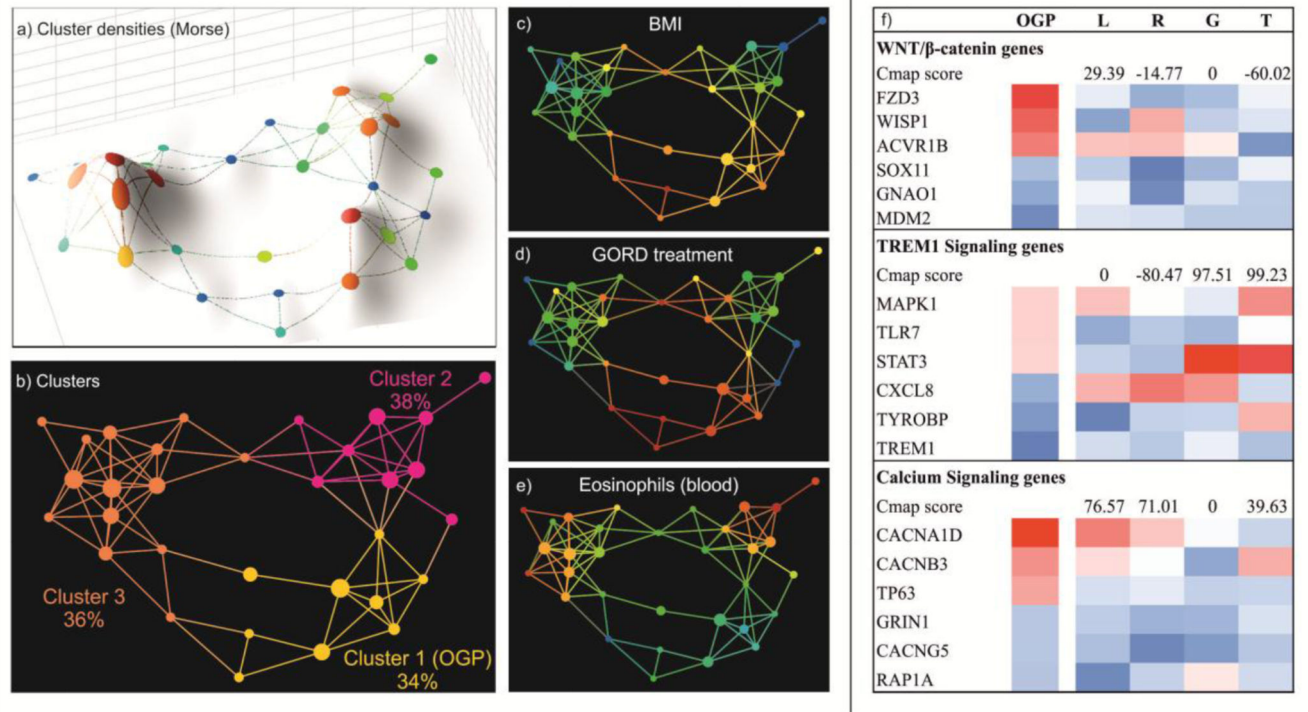 a) Cluster densities (Morse)
b) Clusters
Cluster 2
38%
Cluster 3
36%
Cluster 1 (OGP)
34%
c)
BMI
d)
GORD treatment
e)
Eosinophils (blood)
f) OGP L R G T
WNT/β-catenin genes
Cmap score 29.39 -14.77 0 -60.02
FZD3
WISP1
ACVR1B
SOX11
GNAO1
MDM2
TREM1 Signaling genes
Cmap score 0 -80.47 97.51 99.23
MAPK1
TLR7
STAT3
CXCL8
TYROBP
TREM1
Calcium Signaling genes
Cmap score 76.57 71.01 0 39.63
CACNA1D
CACNB3
TP63
GRIN1
CACNG5
RAP1A